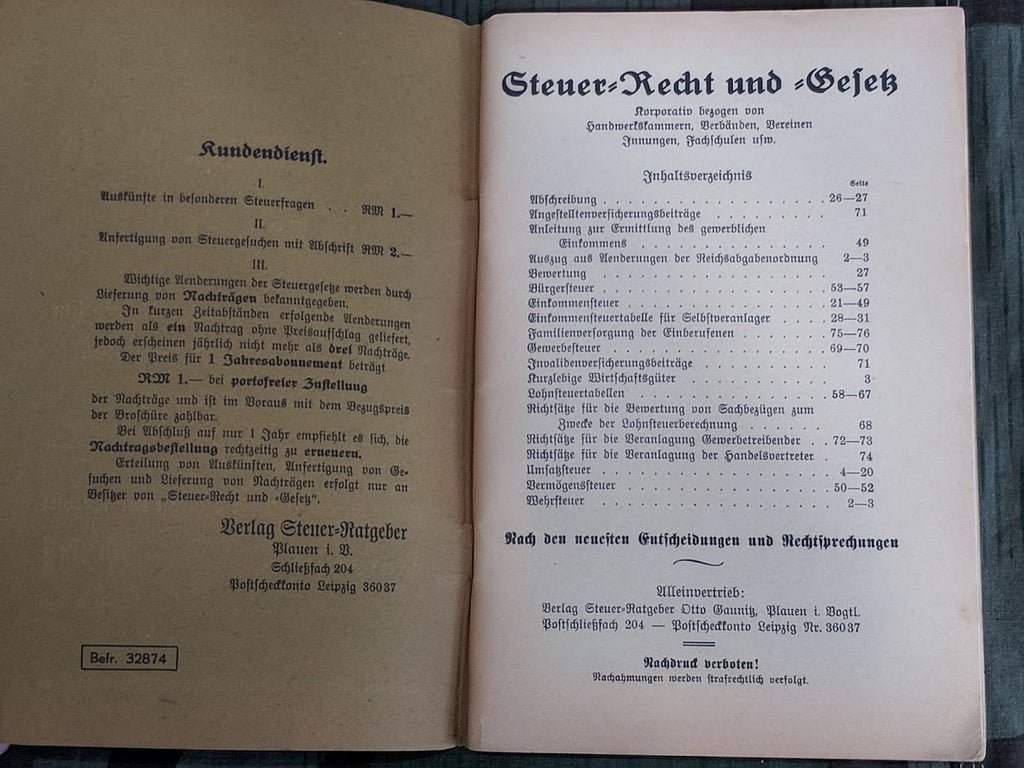 Kundendienst.
I.
Auskünfte in besonderen Steuerfragen . . RM 1.—
II.
Anfertigung von Steuergesuchen mit Abschrift RM 2.—
III.
Wichtige Aenderungen der Steuergesetze werden durch
Lieferung von Nachträgen bekanntgegeben.
In kurzen Zeitabständen erfolgende Aenderungen
werden als ein Nachtrag ohne Preisaufschlag geliefert,
jedoch erscheinen jährlich nicht mehr als drei Nachträge.
Der Preis für 1 Jahresabonnement beträgt
RM 1.— bei portofreier Zustellung
der Nachträge und ist im Voraus mit dem Bezugspreis
der Broschüre zahlbar.
Bei Abschluß auf nur 1 Jahr empfiehlt es sich, die
Nachtragsbestellung rechtzeitig zu erneuern.
Erteilung von Auskünften, Anfertigung von Ge-
suchen und Lieferung von Nachträgen erfolgt nur an
Besitzer von „Steuer-Recht und -Gesetz“.
Verlag Steuer-Ratgeber
Plauen i. V.
Schließfach 204
Postscheckkonto Leipzig 36037
Befr. 32874
Steuer-Recht und -Gesetz
Korporativ bezogen von
Handwerkskammern, Verbänden, Vereinen
Innungen, Fachschulen usw.
Inhaltsverzeichnis
Seite
Abschreibung . . . . . . . . . . . . . . . . 26—27
Angestelltenversicherungsbeiträge . . . . . . . . . 71
Anleitung zur Ermittlung des gewerblichen
Einkommens . . . . . . . . . . . . . . 49
Auszug aus Aenderungen der Reichsabgabenordnung 2—3
Bewertung . . . . . . . . . . . . . . . . . 27
Bürgersteuer . . . . . . . . . . . . . . . . 53—57
Einkommensteuer . . . . . . . . . . . . . . . 21—49
Einkommensteuertabelle für Selbstveranlager . . . . 28—31
Familienversorgung der Einberufenen . . . . . . . 75—76
Gewerbesteuer . . . . . . . . . . . . . . . . 69—70
Invalidenversicherungsbeiträge . . . . . . . . . . 71
Kurzlebige Wirtschaftsgüter . . . . . . . . . . . 3
Lohnsteuertabellen . . . . . . . . . . . . . . 58—67
Richtsätze für die Bewertung von Sachbezügen zum
Zwecke der Lohnsteuerberechnung . . . . . . 68
Richtsätze für die Veranlagung Gewerbetreibender . . 72—73
Richtsätze für die Veranlagung der Handelsvertreter . 74
Umsatzsteuer . . . . . . . . . . . . . . . . 4—20
Vermögenssteuer . . . . . . . . . . . . . . . 50—52
Wehrsteuer . . . . . . . . . . . . . . . . . 2—3
Nach den neuesten Entscheidungen und Rechtsprechungen
Alleinvertrieb:
Verlag Steuer-Ratgeber Otto Gaunitz, Plauen i. Vogtl.
Postschließfach 204 — Postscheckkonto Leipzig Nr. 36037
Nachdruck verboten!
Nachahmungen werden strafrechtlich verfolgt.